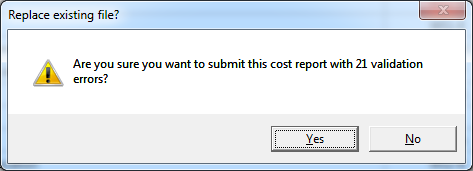 Replace existing file?
Are you sure you want to submit this cost report with 21 validation
errors?
Yes
No